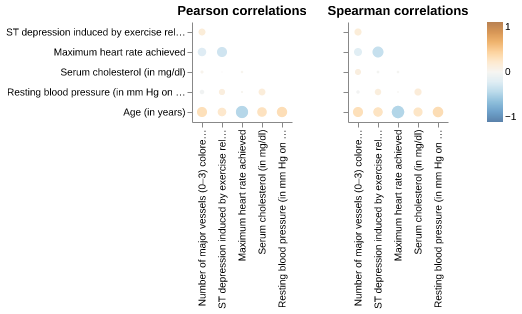 Pearson correlations
Spearman correlations
ST depression induced by exercise rel…
Maximum heart rate achieved
Serum cholesterol (in mg/dl)
Resting blood pressure (in mm Hg on …
Age (in years)
1
0
−1
Number of major vessels (0–3) colore…
ST depression induced by exercise rel…
Maximum heart rate achieved
Serum cholesterol (in mg/dl)
Resting blood pressure (in mm Hg on …
Number of major vessels (0–3) colore…
ST depression induced by exercise rel…
Maximum heart rate achieved
Serum cholesterol (in mg/dl)
Resting blood pressure (in mm Hg on …